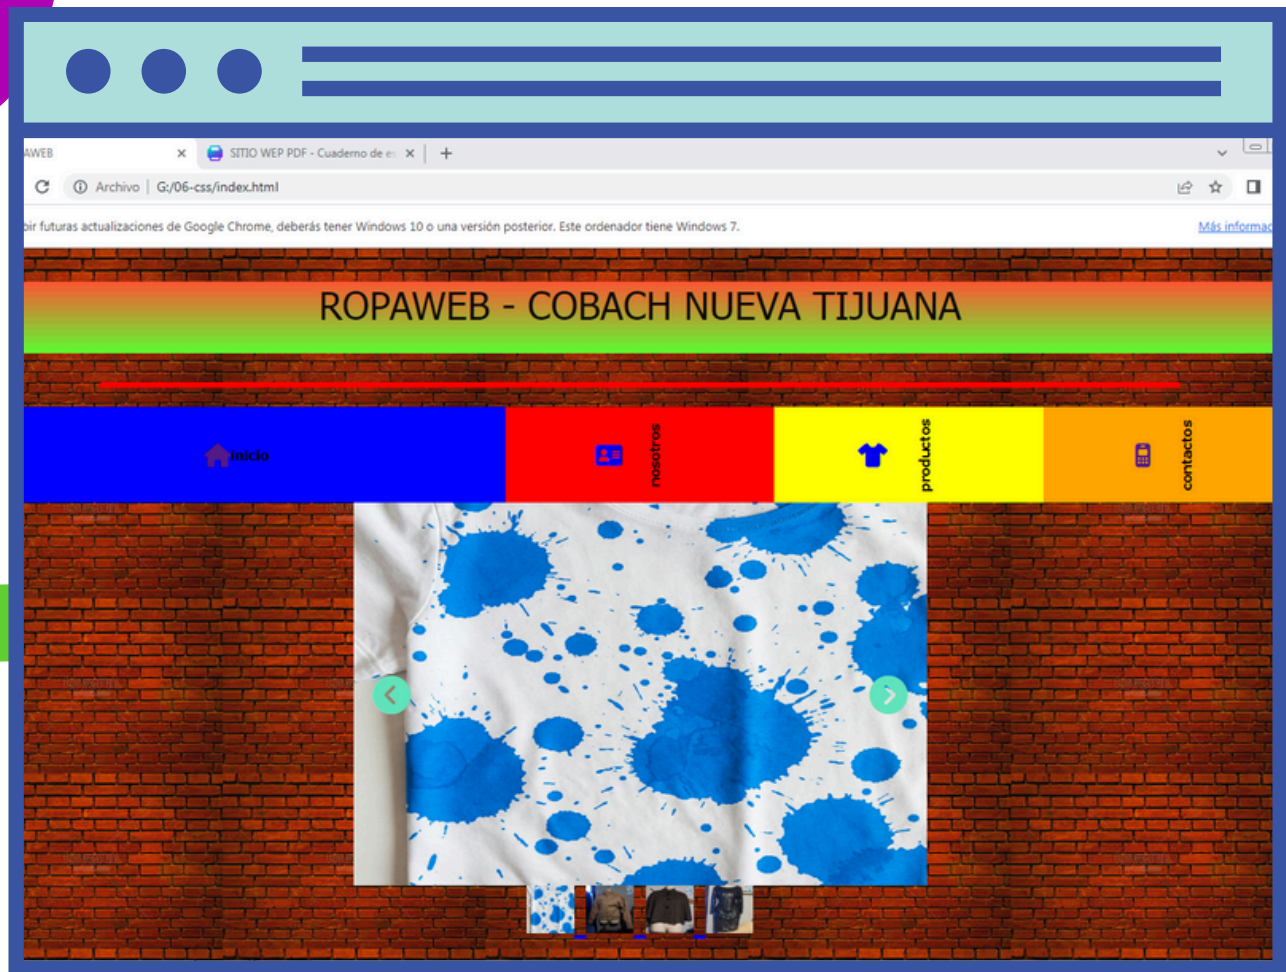 AWEB
SITIO WEP PDF - Cuaderno de es
Archivo | G:/06-css/index.html
bir futuras actualizaciones de Google Chrome, deberás tener Windows 10 o una versión posterior. Este ordenador tiene Windows 7.
Más informac
ROPAWEB - COBACH NUEVA TIJUANA
inicio
nosotros
productos
contactos